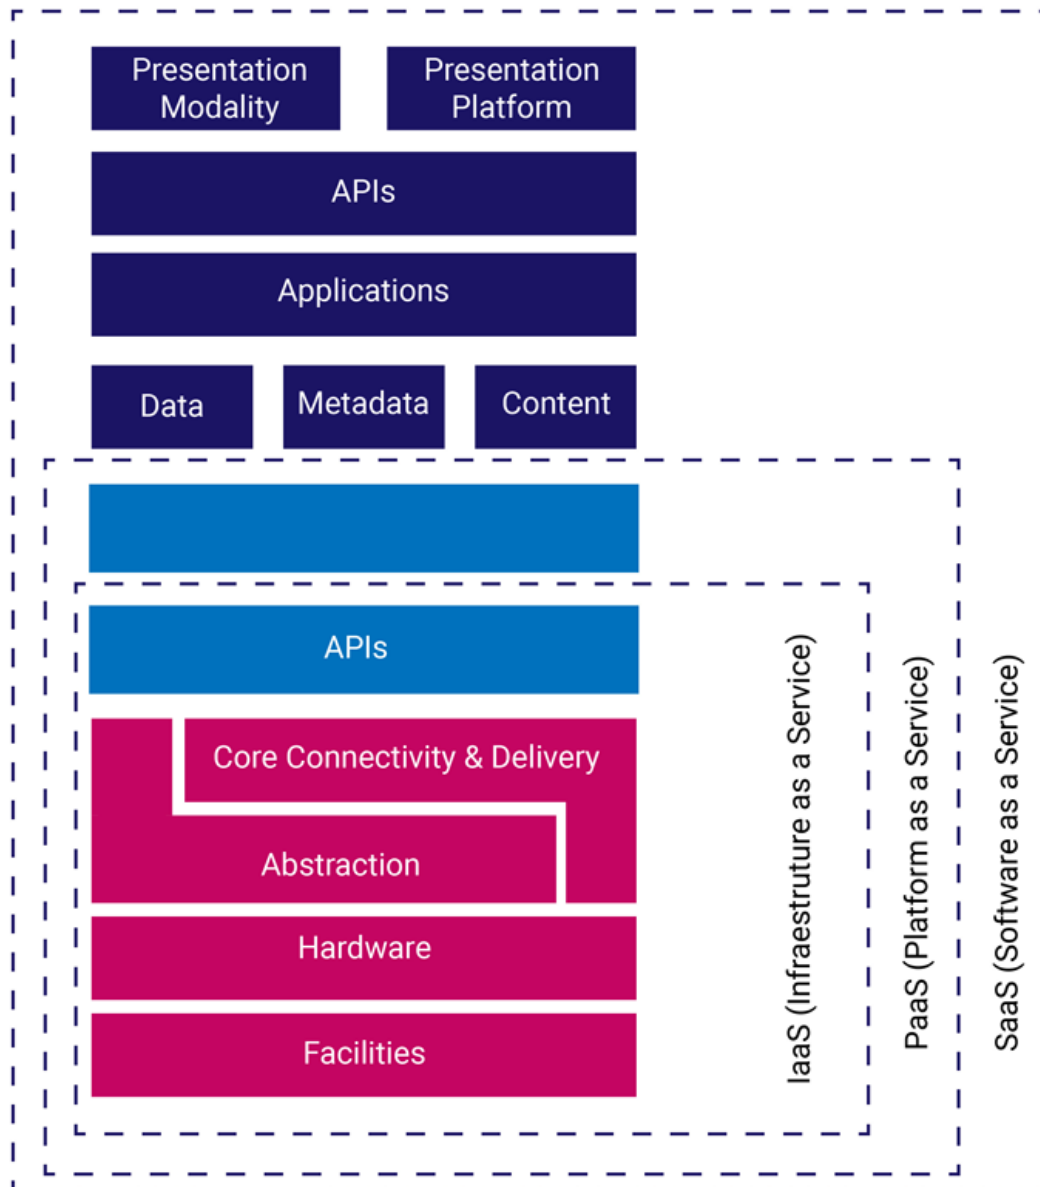 Presentation
Modality
Presentation
Platform
APIs
Applications
Data
Metadata
Content
APIs
Core Connectivity & Delivery
Abstraction
Hardware
Facilities
IaaS (Infraestruture as a Service)
PaaS (Platform as a Service)
SaaS (Software as a Service)